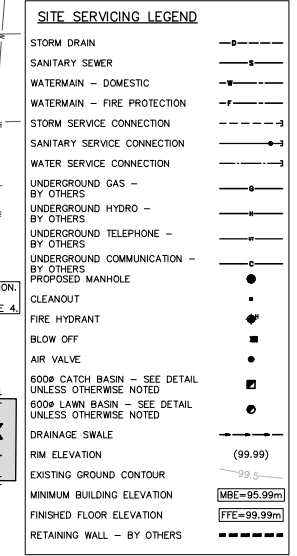 SITE SERVICING LEGEND
STORM DRAIN
D
SANITARY SEWER
S
WATERMAIN – DOMESTIC
W
WATERMAIN – FIRE PROTECTION
F
STORM SERVICE CONNECTION
SANITARY SERVICE CONNECTION
WATER SERVICE CONNECTION
UNDERGROUND GAS –
BY OTHERS
G
UNDERGROUND HYDRO –
BY OTHERS
H
UNDERGROUND TELEPHONE –
BY OTHERS
UNDERGROUND COMMUNICATION –
BY OTHERS
C
PROPOSED MANHOLE
CLEANOUT
FIRE HYDRANT
H
BLOW OFF
AIR VALVE
600ø CATCH BASIN – SEE DETAIL
UNLESS OTHERWISE NOTED
600ø LAWN BASIN – SEE DETAIL
UNLESS OTHERWISE NOTED
DRAINAGE SWALE
RIM ELEVATION
(99.99)
EXISTING GROUND CONTOUR
99.5
MINIMUM BUILDING ELEVATION
MBE=95.99m
FINISHED FLOOR ELEVATION
FFE=99.99m
RETAINING WALL – BY OTHERS
ON.
E 4.
X